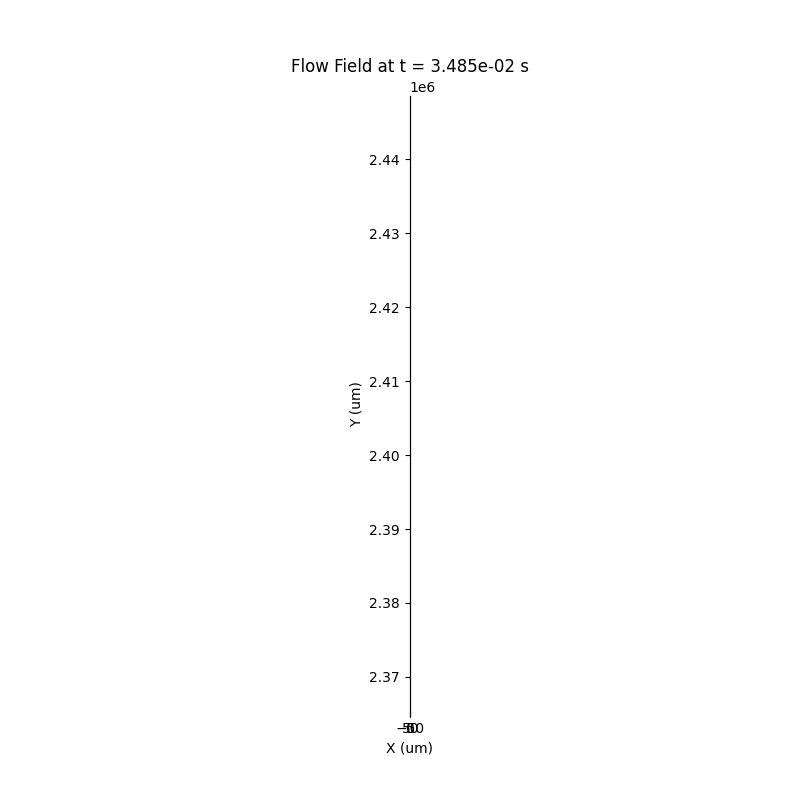 Flow Field at t = 3.485e-02 s
1e6
2.44
2.43
2.42
2.41
2.40
2.39
2.38
2.37
Y (um)
X (um)